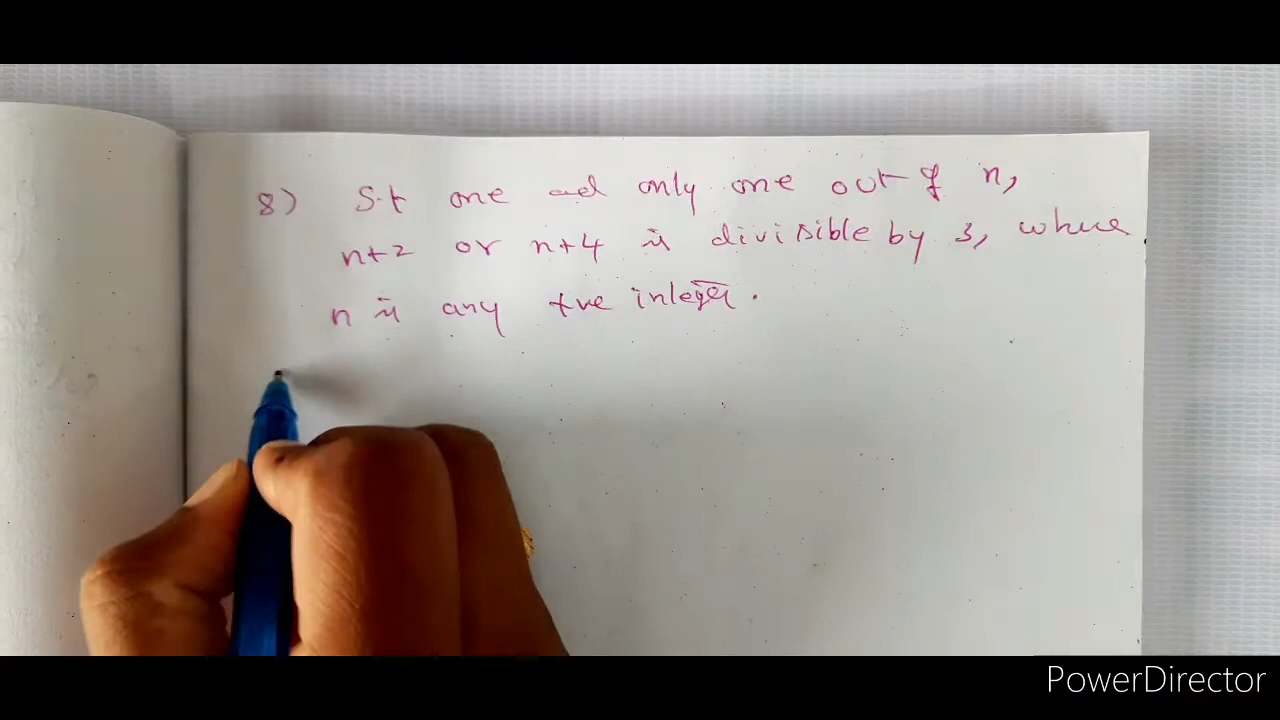 8) S.t one and only one out of n,
n+2 or n+4 is divisible by 3, where
n is any +ve integer.
PowerDirector